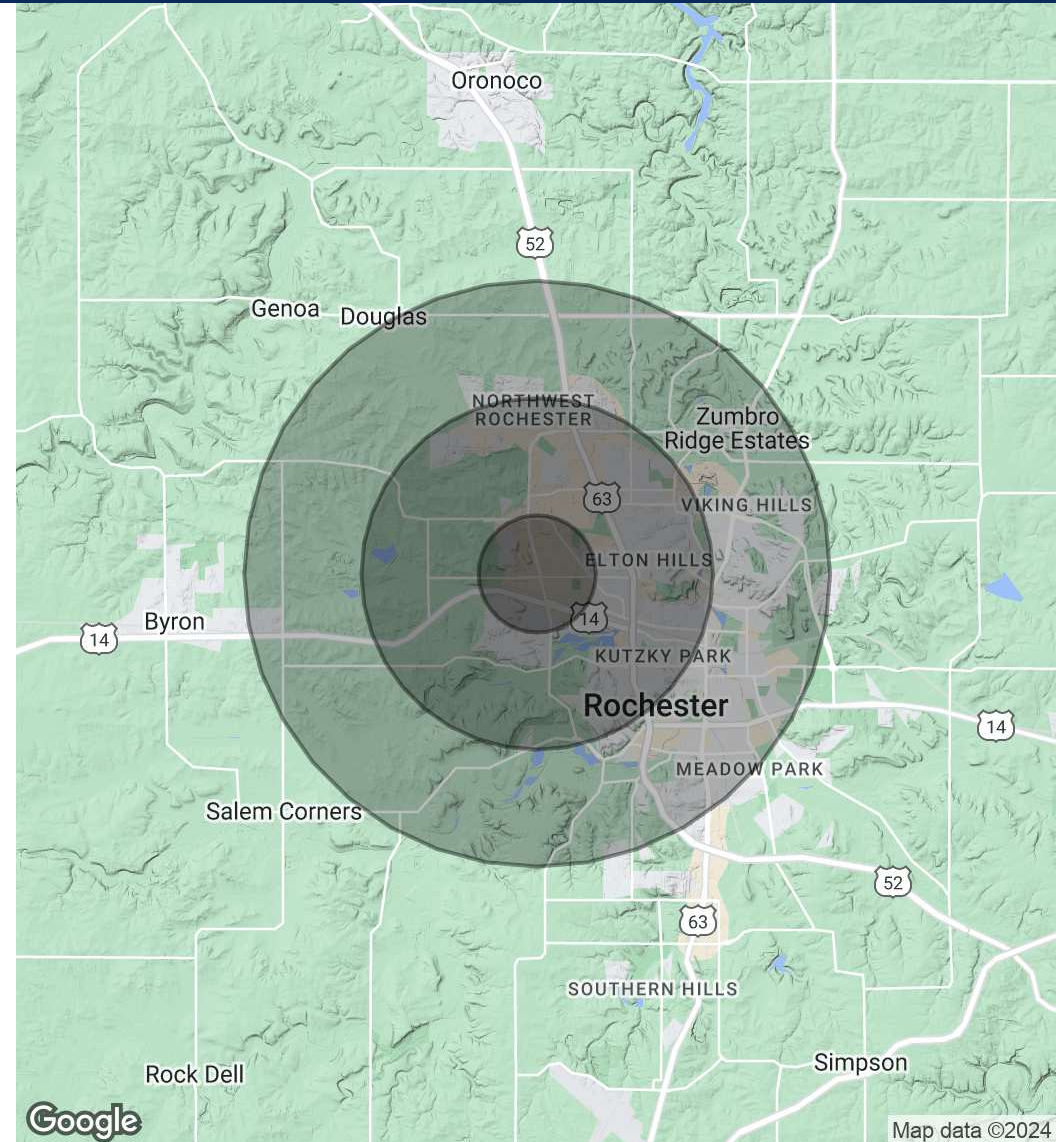 Oronoco
52
Genoa
Douglas
NORTHWEST
ROCHESTER
Zumbro
Ridge Estates
63
VIKING HILLS
ELTON HILLS
14
Byron
14
KUTZKY PARK
Rochester
14
MEADOW PARK
Salem Corners
52
63
SOUTHERN HILLS
Simpson
Rock Dell
Google
Map data ©2024